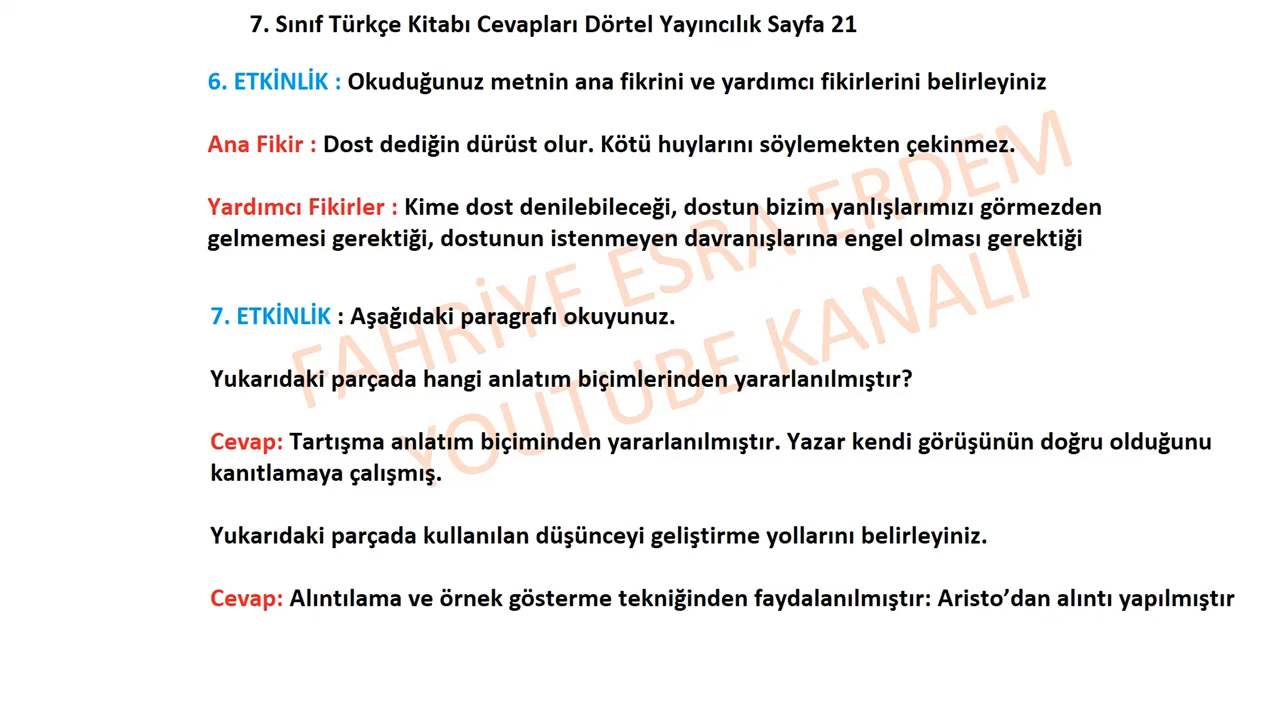 7. Sınıf Türkçe Kitabı Cevapları Dörtel Yayıncılık Sayfa 21
6. ETKİNLİK : Okuduğunuz metnin ana fikrini ve yardımcı fikirlerini belirleyiniz
Ana Fikir : Dost dediğin dürüst olur. Kötü huylarını söylemekten çekinmez.
Yardımcı Fikirler : Kime dost denilebileceği, dostun bizim yanlışlarımızı görmezden
gelmemesi gerektiği, dostunun istenmeyen davranışlarına engel olması gerektiği
7. ETKİNLİK : Aşağıdaki paragrafı okuyunuz.
Yukarıdaki parçada hangi anlatım biçimlerinden yararlanılmıştır?
Cevap: Tartışma anlatım biçiminden yararlanılmıştır. Yazar kendi görüşünün doğru olduğunu
kanıtlamaya çalışmış.
Yukarıdaki parçada kullanılan düşünceyi geliştirme yollarını belirleyiniz.
Cevap: Alıntılama ve örnek gösterme tekniğinden faydalanılmıştır: Aristo’dan alıntı yapılmıştır
FAHRİYE ESRA ERDEM
YOUTUBE KANALI